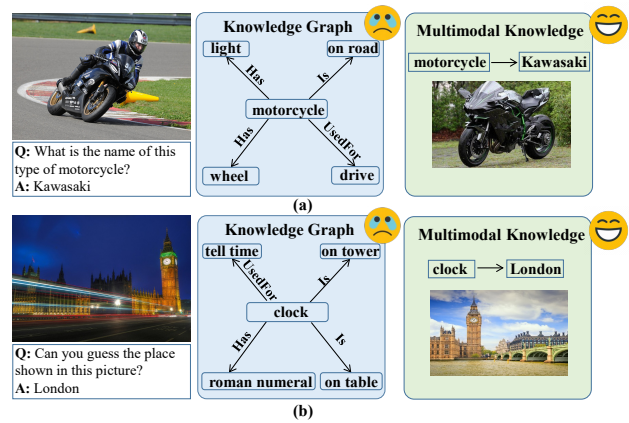 Knowledge Graph
light
on road
Has
Is
motorcycle
Has
UsedFor
wheel
drive
Multimodal Knowledge
motorcycle
Kawasaki
Q: What is the name of this
type of motorcycle?
A: Kawasaki
(a)
Knowledge Graph
tell time
on tower
UsedFor
Is
clock
Has
Is
roman numeral
on table
Multimodal Knowledge
clock
London
Q: Can you guess the place
shown in this picture?
A: London
(b)